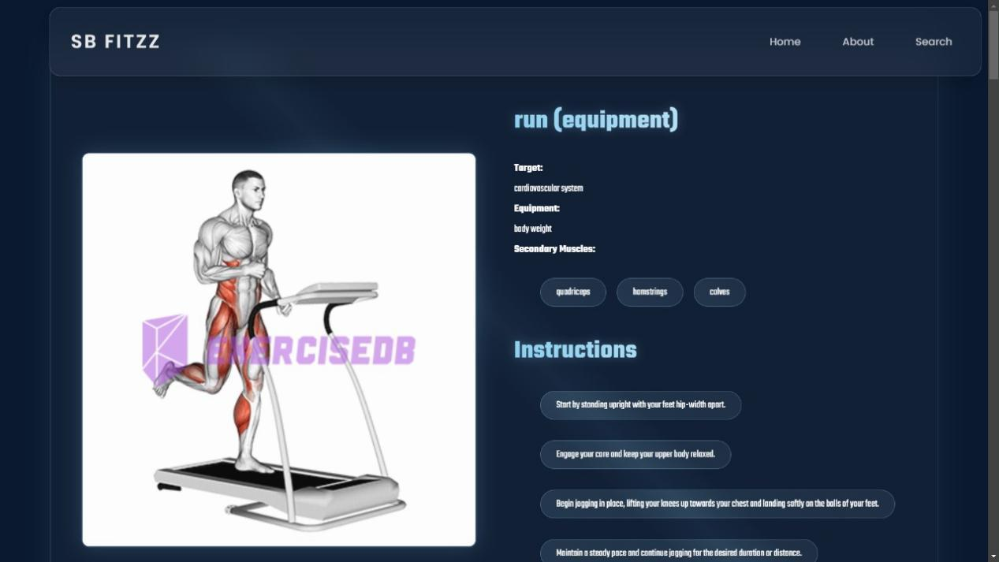 SB FITZZ
Home
About
Search
run (equipment)
Target:
cardiovascular system
Equipment:
body weight
Secondary Muscles:
quadriceps
hamstrings
calves
EXERCISEDB
Instructions
Start by standing upright with your feet hip-width apart.
Engage your core and keep your upper body relaxed.
Begin jogging in place, lifting your knees up towards your chest and landing softly on the balls of your feet.
Maintain a steady pace and continue jogging for the desired duration or distance.